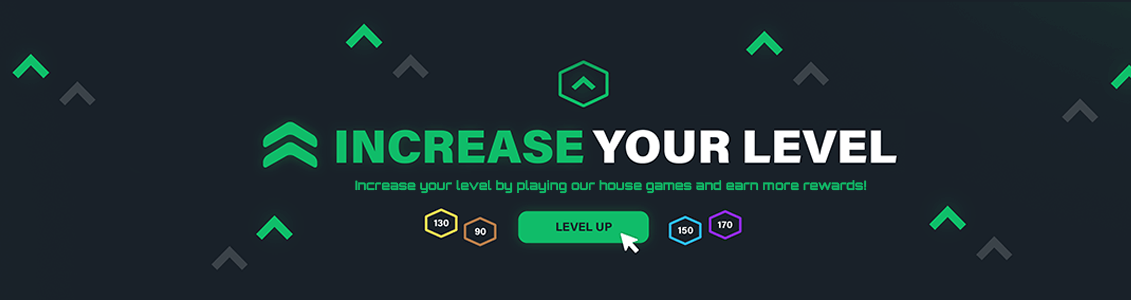 INCREASE YOUR LEVEL
Increase your level by playing our house games and earn more rewards!
130 90 LEVEL UP 150 170